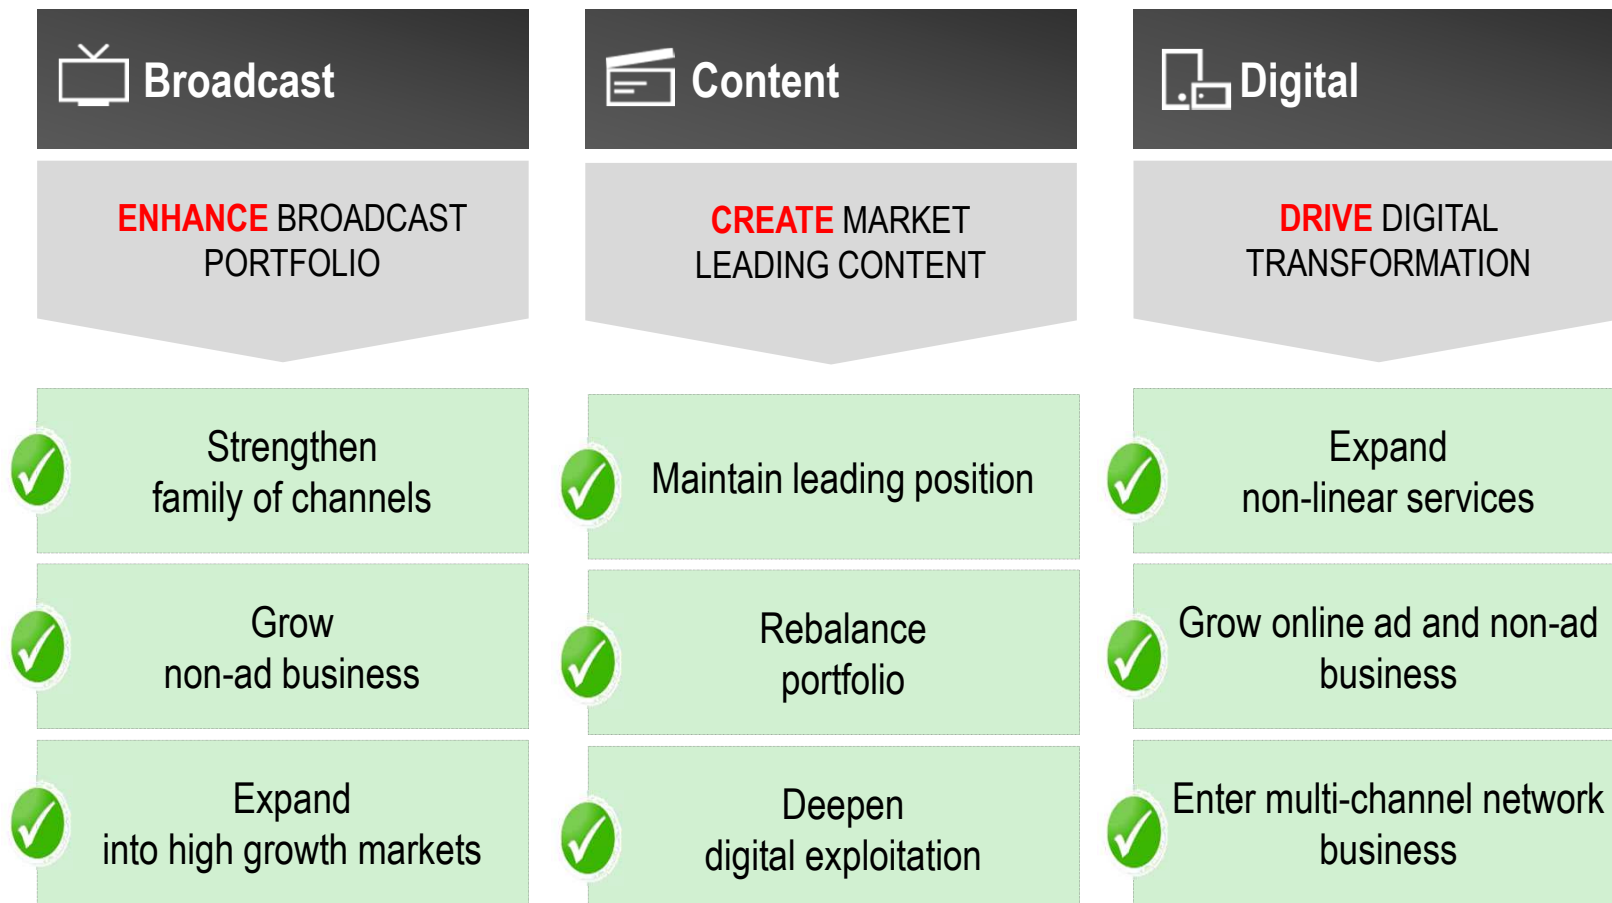 Broadcast
ENHANCE BROADCAST
PORTFOLIO
Strengthen
family of channels
Grow
non-ad business
Expand
into high growth markets
Content
CREATE MARKET
LEADING CONTENT
Maintain leading position
Rebalance
portfolio
Deepen
digital exploitation
Digital
DRIVE DIGITAL
TRANSFORMATION
Expand
non-linear services
Grow online ad and non-ad
business
Enter multi-channel network
business